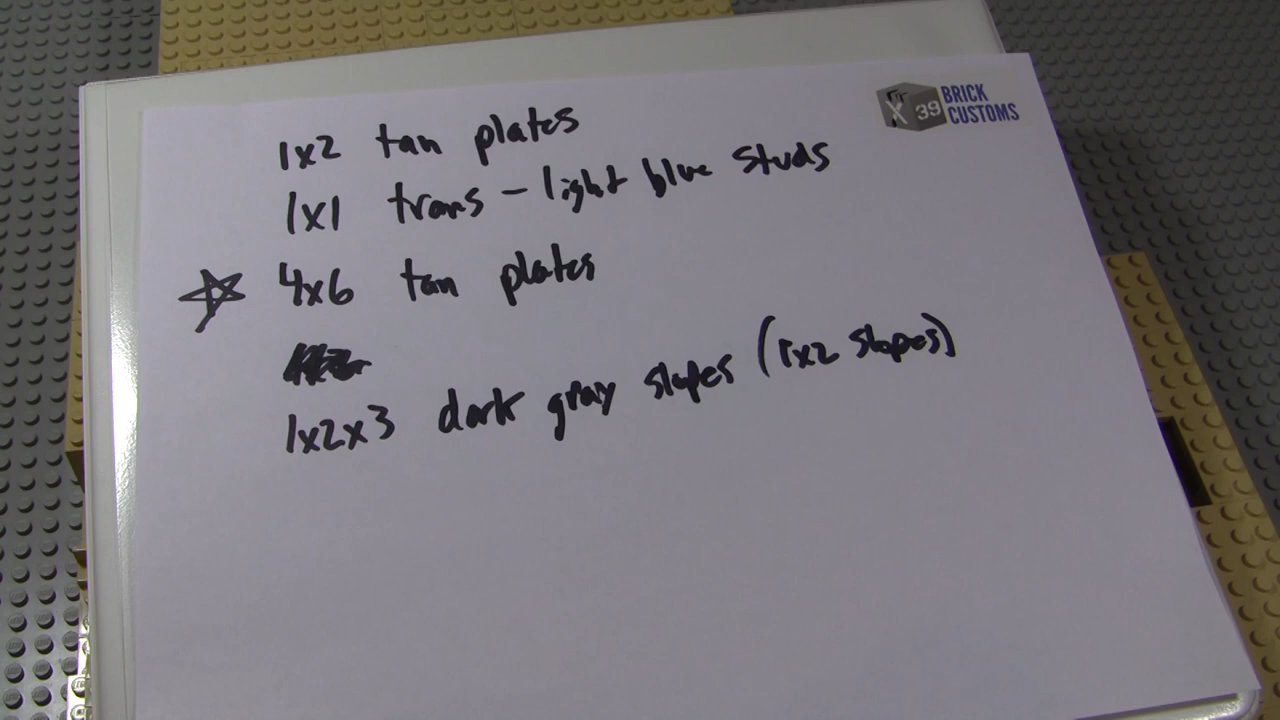 X 39 BRICK
CUSTOMS
1x2 tan plates
1x1 trans - light blue studs
4x6 tan plates
1x2x3 dark gray slopes (1x2 slopes)